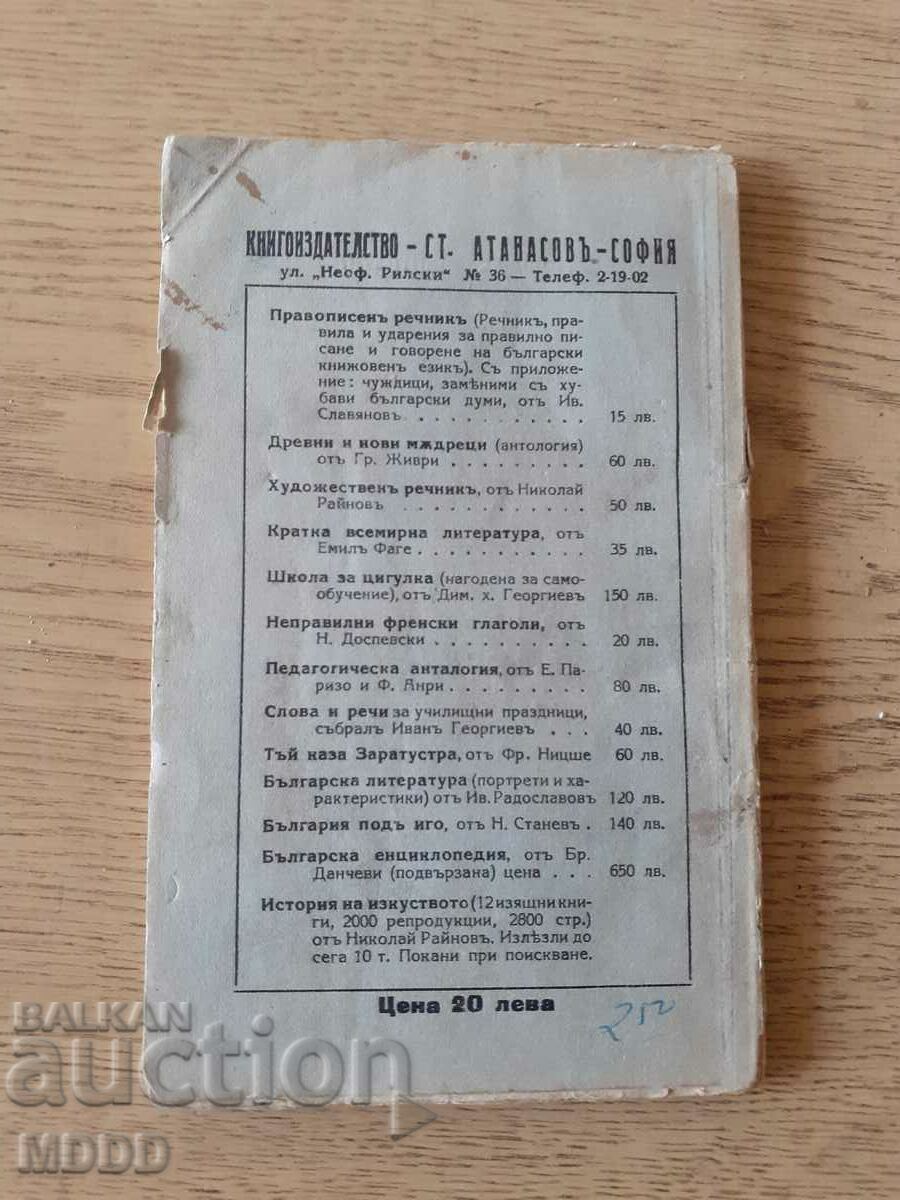 КНИГОИЗДАТЕЛСТВО - СТ. АТАНАСОВЪ - СОФИЯ
ул. „Неоф. Рилски“ № 36 — Телеф. 2-19-02
Правописенъ речникъ (Речникъ, пра-
вила и ударения за правилно пи-
сане и говорене на български
книжовенъ езикъ). Съ приложе-
ние: чуждици, замѣними съ ху-
бави български думи, отъ Ив.
Славяновъ . . . . . . . . . . 15 лв.
Древни и нови мѫдреци (антология)
отъ Гр. Живри . . . . . . . . . 60 лв.
Художественъ речникъ, отъ Николай
Райновъ . . . . . . . . . . . 50 лв.
Кратка всемирна литература, отъ
Емилъ Фаге . . . . . . . . . . . 35 лв.
Школа за цигулка (нагодена за само-
обучение), отъ Дим. х. Георгиевъ 150 лв.
Неправилни френски глаголи, отъ
Н. Доспевски . . . . . . . . . . 20 лв.
Педагогическа анталогия, отъ Е. Па-
ризо и Ф. Анри . . . . . . . . . 80 лв.
Слова и речи за училищни праздници,
събралъ Иванъ Георгиевъ . . . 40 лв.
Тъй каза Заратустра, отъ Фр. Ницше 60 лв.
Българска литература (портрети и ха-
рактеристики) отъ Ив. Радославовъ 120 лв.
България подъ иго, отъ Н. Станевъ . 140 лв.
Българска енциклопедия, отъ Бр.
Данчеви (подвързана) цена . . . 650 лв.
История на изкуството (12 изящни кни-
ги, 2000 репродукции, 2800 стр.)
отъ Николай Райновъ. Излѣзли до
сега 10 т. Покани при поискване.
Цена 20 лева
250
BALKAN
auction
MDDD